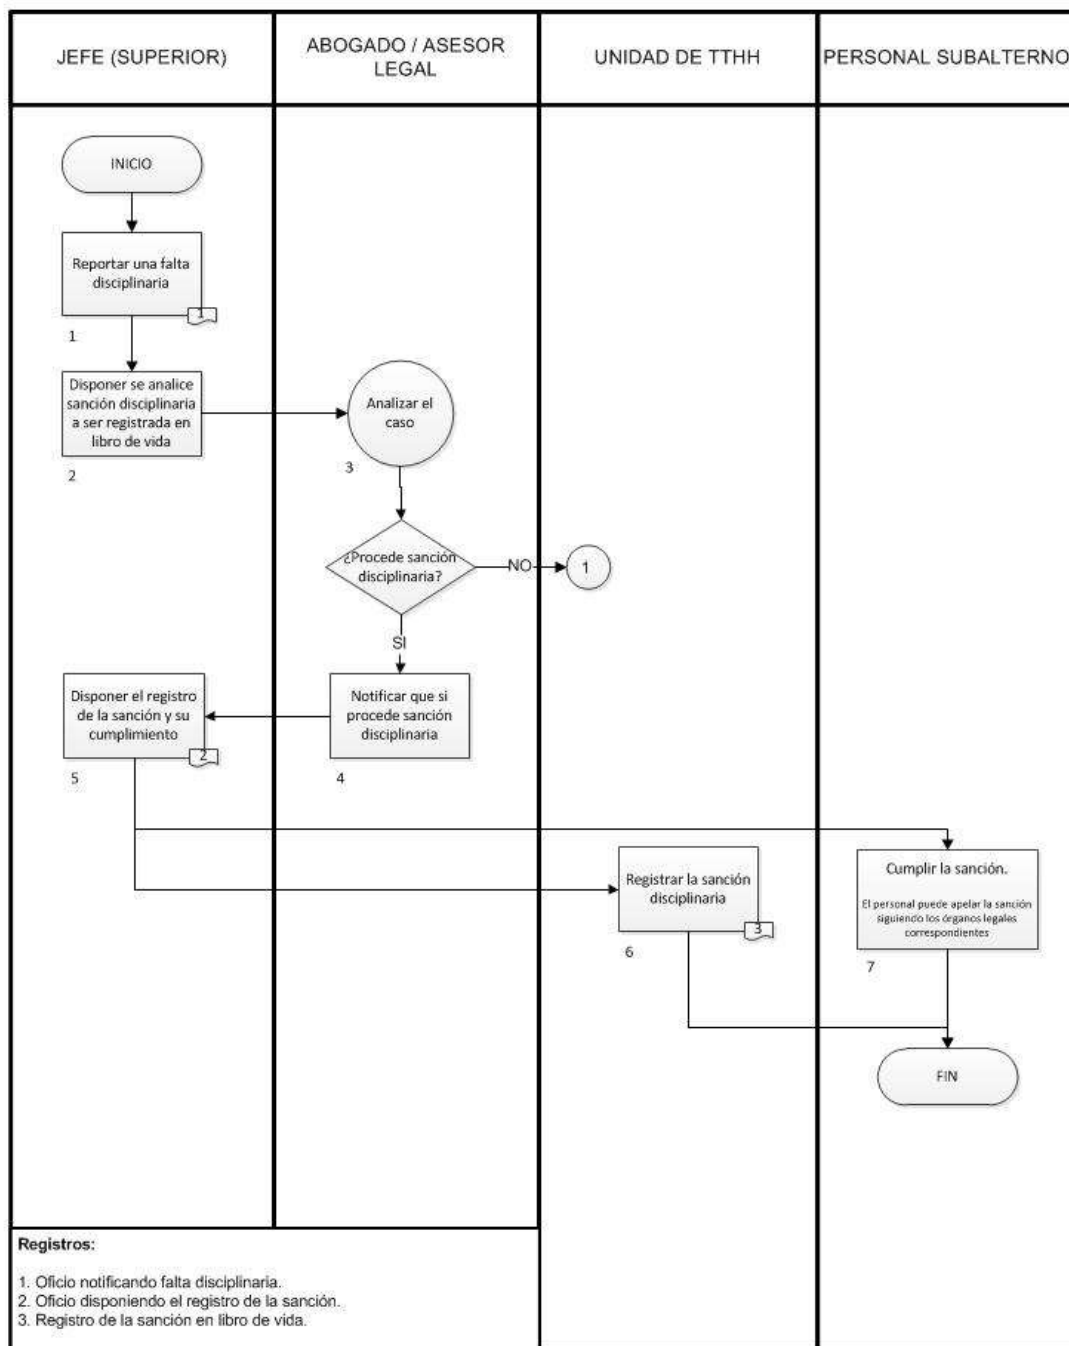 JEFE (SUPERIOR)
ABOGADO / ASESOR
LEGAL
UNIDAD DE TTHH
PERSONAL SUBALTERNO
INICIO
Reportar una falta
disciplinaria
1
1
Disponer se analice
sanción disciplinaria
a ser registrada en
libro de vida
2
Analizar el
caso
3
¿Procede sanción
disciplinaria?
NO
1
SI
Disponer el registro
de la sanción y su
cumplimiento
2
5
Notificar que si
procede sanción
disciplinaria
4
Registrar la sanción
disciplinaria
3
6
Cumplir la sanción.
El personal puede apelar la sanción
siguiendo los órganos legales
correspondientes
7
FIN
Registros:
1. Oficio notificando falta disciplinaria.
2. Oficio disponiendo el registro de la sanción.
3. Registro de la sanción en libro de vida.